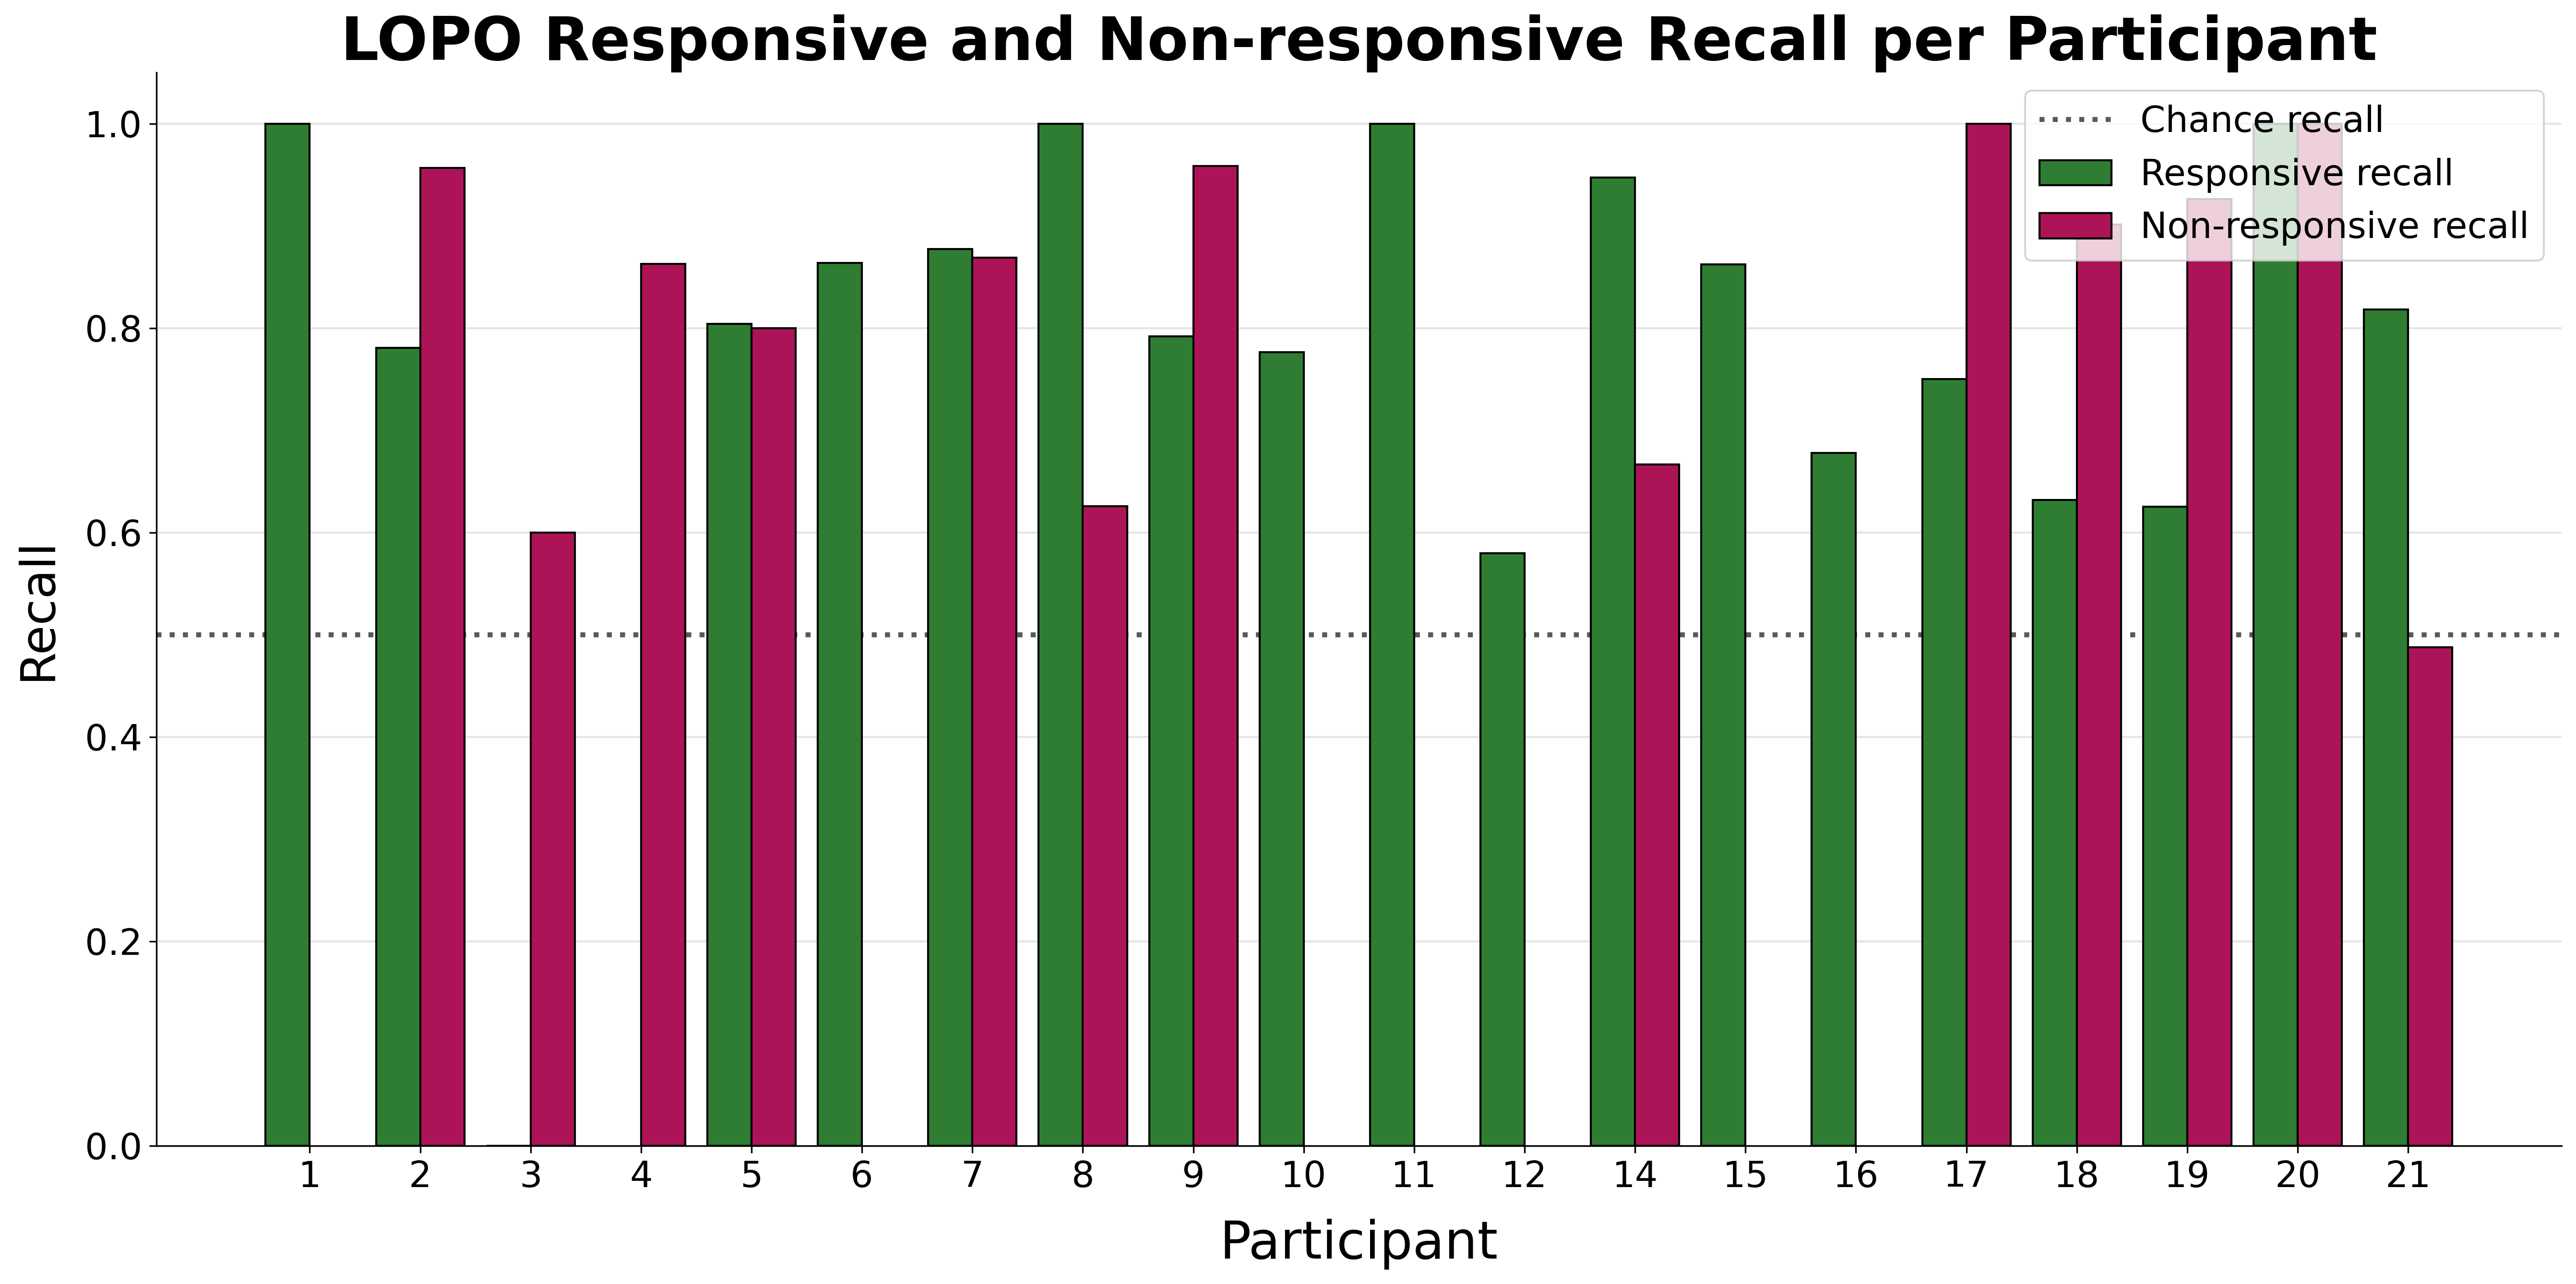 LOPO Responsive and Non-responsive Recall per Participant
Chance recall
Responsive recall
Non-responsive recall
Recall
1.0
0.8
0.6
0.4
0.2
0.0
1 2 3 4 5 6 7 8 9 10 11 12 14 15 16 17 18 19 20 21
Participant